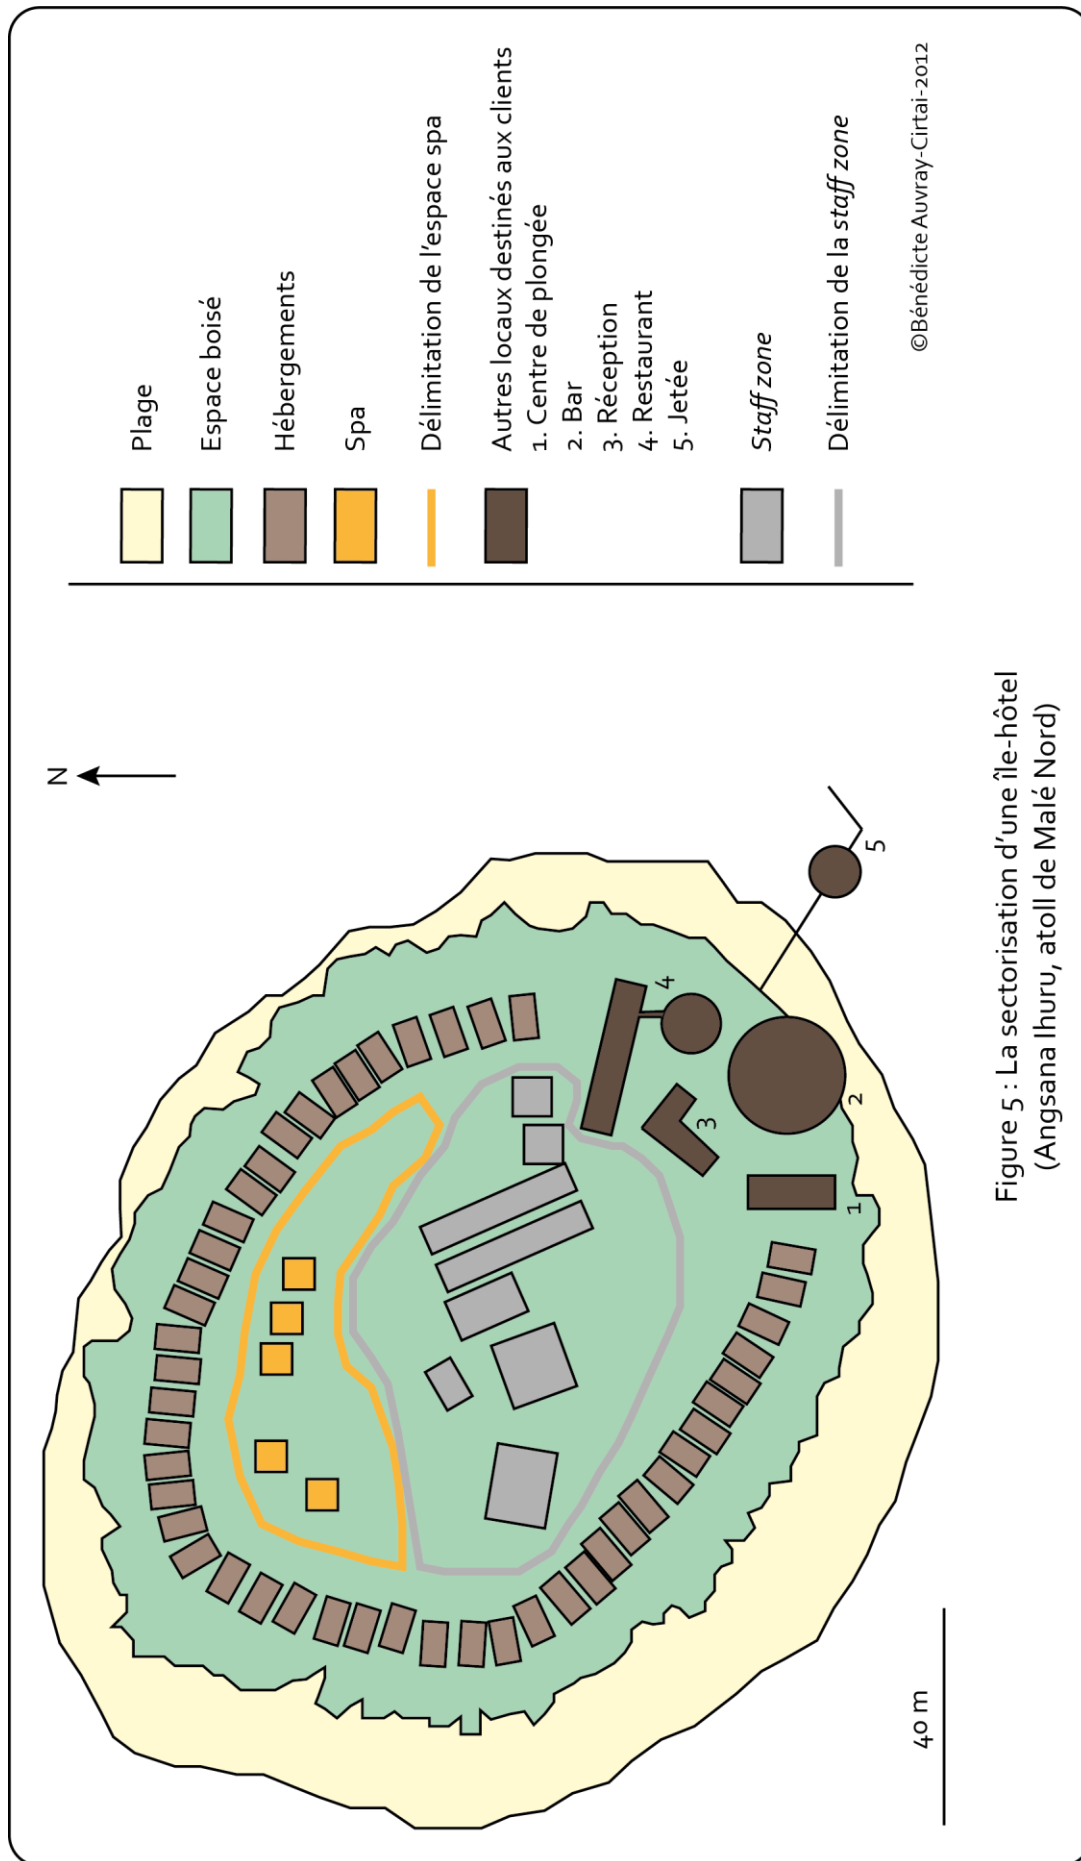 N
1
2
3
4
5
40 m
Plage
Espace boisé
Hébergements
Spa
Délimitation de l'espace spa
Autres locaux destinés aux clients
1. Centre de plongée
2. Bar
3. Réception
4. Restaurant
5. Jetée
Staff zone
Délimitation de la staff zone
©Bénédicte Auvray-Cirtai-2012
Figure 5 : La sectorisation d'une île-hôtel
(Angsana Ihuru, atoll de Malé Nord)